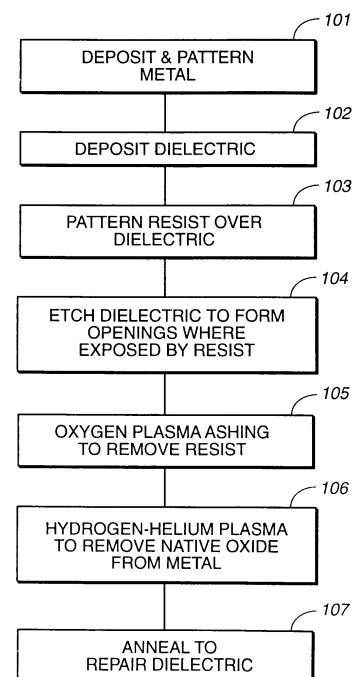 101
DEPOSIT & PATTERN
METAL
102
DEPOSIT DIELECTRIC
103
PATTERN RESIST OVER
DIELECTRIC
104
ETCH DIELECTRIC TO FORM
OPENINGS WHERE
EXPOSED BY RESIST
105
OXYGEN PLASMA ASHING
TO REMOVE RESIST
106
HYDROGEN-HELIUM PLASMA
TO REMOVE NATIVE OXIDE
FROM METAL
107
ANNEAL TO
REPAIR DIELECTRIC